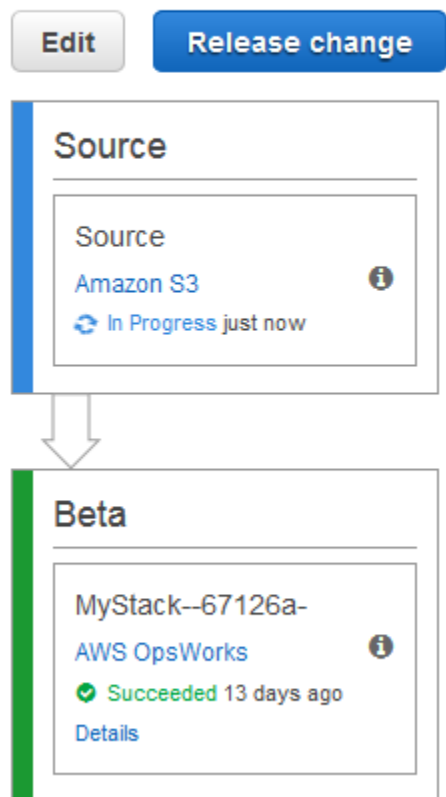 Edit Release change
Source
Source
Amazon S3
In Progress just now
Beta
MyStack--67126a-
AWS OpsWorks
Succeeded 13 days ago
Details